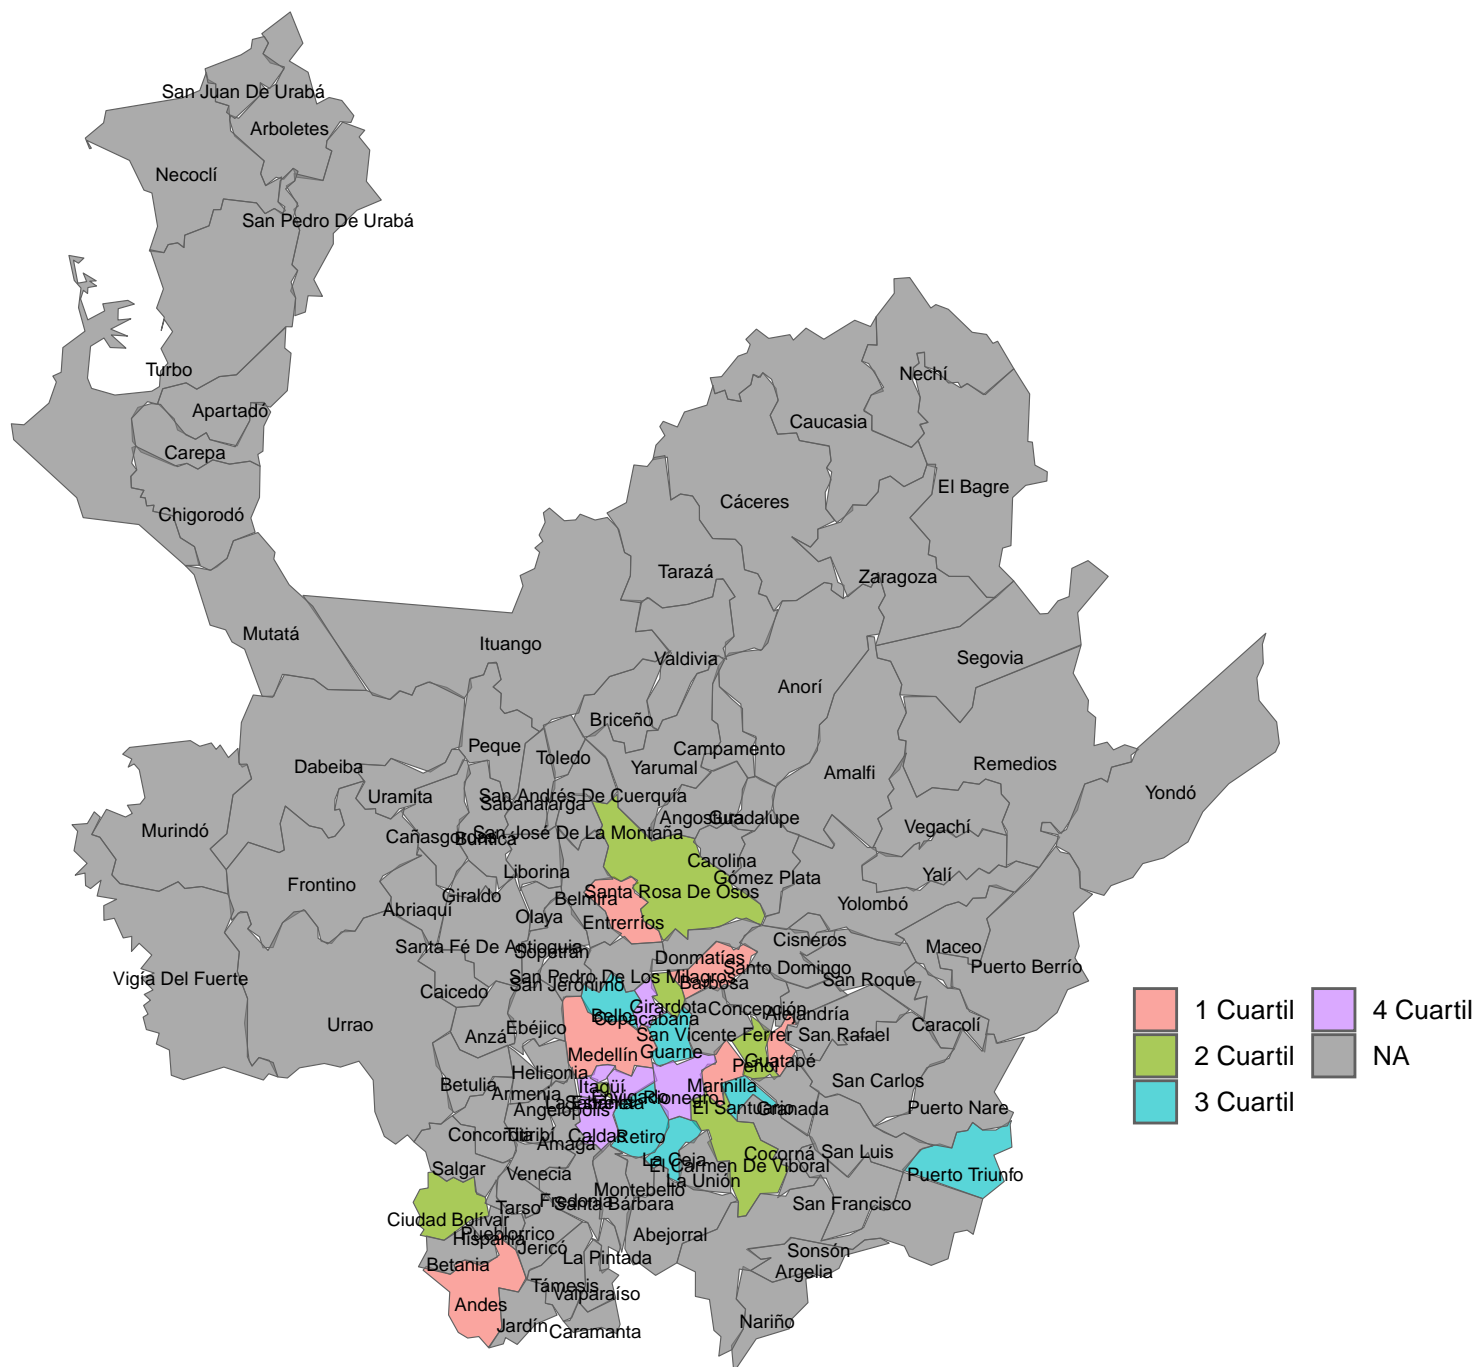 San Juan De Urabá
Arboletes
Necoclí
San Pedro De Urabá
Turbo
Apartadó
Carepa
Chigorodó
Nechí
Caucasia
El Bagre
Cáceres
Tarazá
Zaragoza
Mutatá
Ituango
Valdivia
Segovia
Anorí
Briceño
Peque
Toledo
Campamento
Dabeiba
Yarumal
Amalfi
Remedios
Yondó
Uramita
San Andrés De Cuerquía
Sabanalarga
Angostura
Guadalupe
Vegachí
Murindó
Cañasgordas
Buriticá
San José De La Montaña
Carolina
Gómez Plata
Yalí
Liborina
Frontino
Giraldo
Belmira
Santa Rosa De Osos
Yolombó
Abriaquí
Olaya
Entrerríos
Cisneros
Santa Fé De Antioquia
Sopetrán
Maceo
Donmatías
Santo Domingo
Puerto Berrío
Vigía Del Fuerte
San Pedro De Los Milagros
San Jerónimo
Barbosa
San Roque
Caicedo
Girardota
Concepción
Alejandría
Bello
Copacabana
Urrao
Ebéjico
Anzá
San Vicente Ferrer
San Rafael
Caracolí
Medellín
Guarne
Peñol
Guatapé
Heliconia
San Carlos
Betulia
Armenia
Itagüí
Marinilla
La Estrella
Sabaneta
Envigado
Rionegro
Angelópolis
El Santuario
Granada
Puerto Nare
Concordia
Titiribí
Amagá
Caldas
Retiro
Salgar
La Ceja
El Carmen De Viboral
Cocorná
San Luis
Puerto Triunfo
Venecia
La Unión
Montebello
Tarso
Fredonia
Santa Bárbara
San Francisco
Ciudad Bolívar
Pueblorrico
Hispania
Jericó
Abejorral
Betania
La Pintada
Sonsón
Argelia
Támesis
Valparaíso
Andes
Jardín
Caramanta
Nariño
1 Cuartil
2 Cuartil
3 Cuartil
4 Cuartil
NA